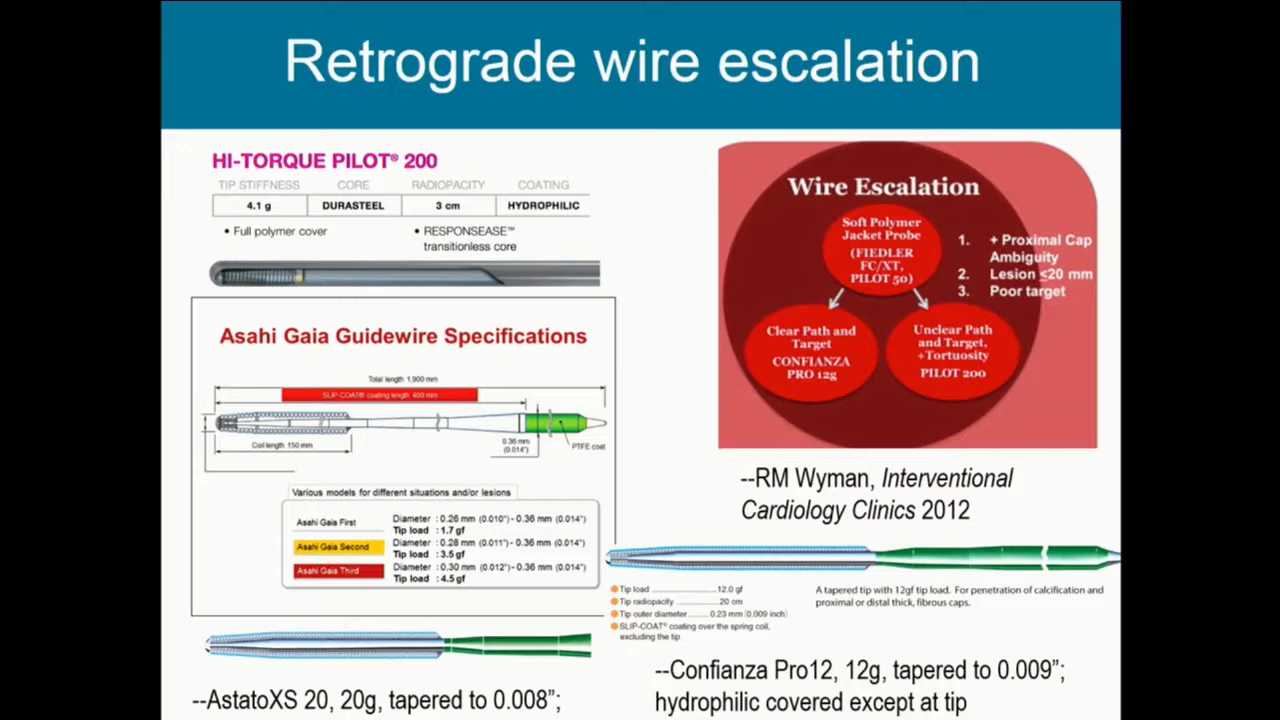 Retrograde wire escalation
HI-TORQUE PILOT® 200
TIP STIFFNESS CORE RADIOPACITY COATING
4.1 g DURASTEEL 3 cm HYDROPHILIC
• Full polymer cover
• RESPONSEASE™
transitionless core
Asahi Gaia Guidewire Specifications
Total length 1,900 mm
SLIP-COAT® coating length 400 mm
Coil length 150 mm
0.36 mm
(0.014")
PTFE coat
Various models for different situations and/or lesions
Asahi Gaia First
Diameter : 0.26 mm (0.010") - 0.36 mm (0.014")
Tip load : 1.7 gf
Asahi Gaia Second
Diameter : 0.28 mm (0.011") - 0.36 mm (0.014")
Tip load : 3.5 gf
Asahi Gaia Third
Diameter : 0.30 mm (0.012") - 0.36 mm (0.014")
Tip load : 4.5 gf
--AstatoXS 20, 20g, tapered to 0.008”;
Wire Escalation
Soft Polymer
Jacket Probe
(FIEDLER
FC/XT,
PILOT 50)
1. + Proximal Cap
Ambiguity
2. Lesion ≤20 mm
3. Poor target
Clear Path and
Target
CONFIANZA
PRO 12g
Unclear Path
and Target,
+Tortuosity
PILOT 200
--RM Wyman, Interventional
Cardiology Clinics 2012
Tip load 12.0 gf
Tip radiopacity 20 cm
Tip outer diameter 0.23 mm (0.009 inch)
SLIP-COAT® coating over the spring coil,
excluding the tip
A tapered tip with 12gf tip load. For penetration of calcification and
proximal or distal thick, fibrous caps.
--Confianza Pro12, 12g, tapered to 0.009”;
hydrophilic covered except at tip